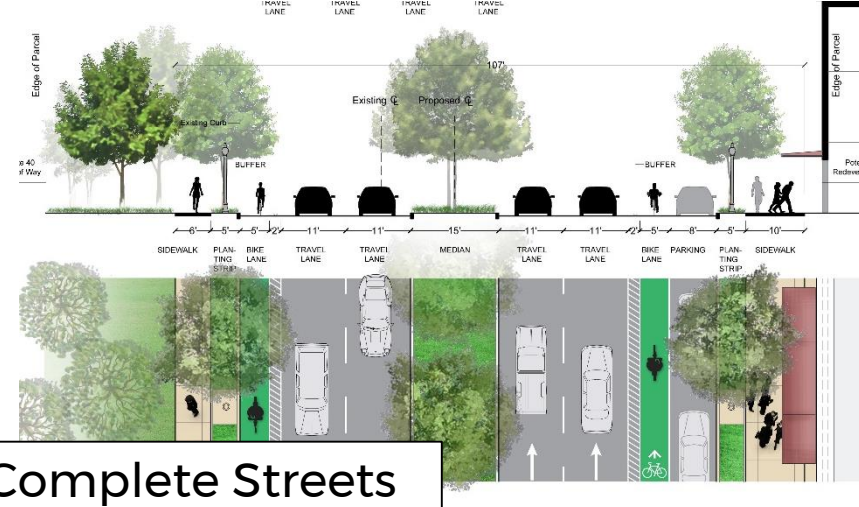 TRAVEL LANE TRAVEL LANE TRAVEL LANE TRAVEL LANE
Edge of Parcel
Edge of Parcel
107'
Existing ℄ Proposed ℄
Existing Curb
BUFFER
BUFFER
40
of Way
6' 5' 5' 2' 11' 11' 15' 11' 11' 2' 5' 8' 5' 10'
SIDEWALK PLAN- BIKE TRAVEL TRAVEL MEDIAN TRAVEL TRAVEL BIKE PARKING PLAN- SIDEWALK
TING LANE LANE LANE LANE LANE LANE TING
STRIP STRIP
Complete Streets